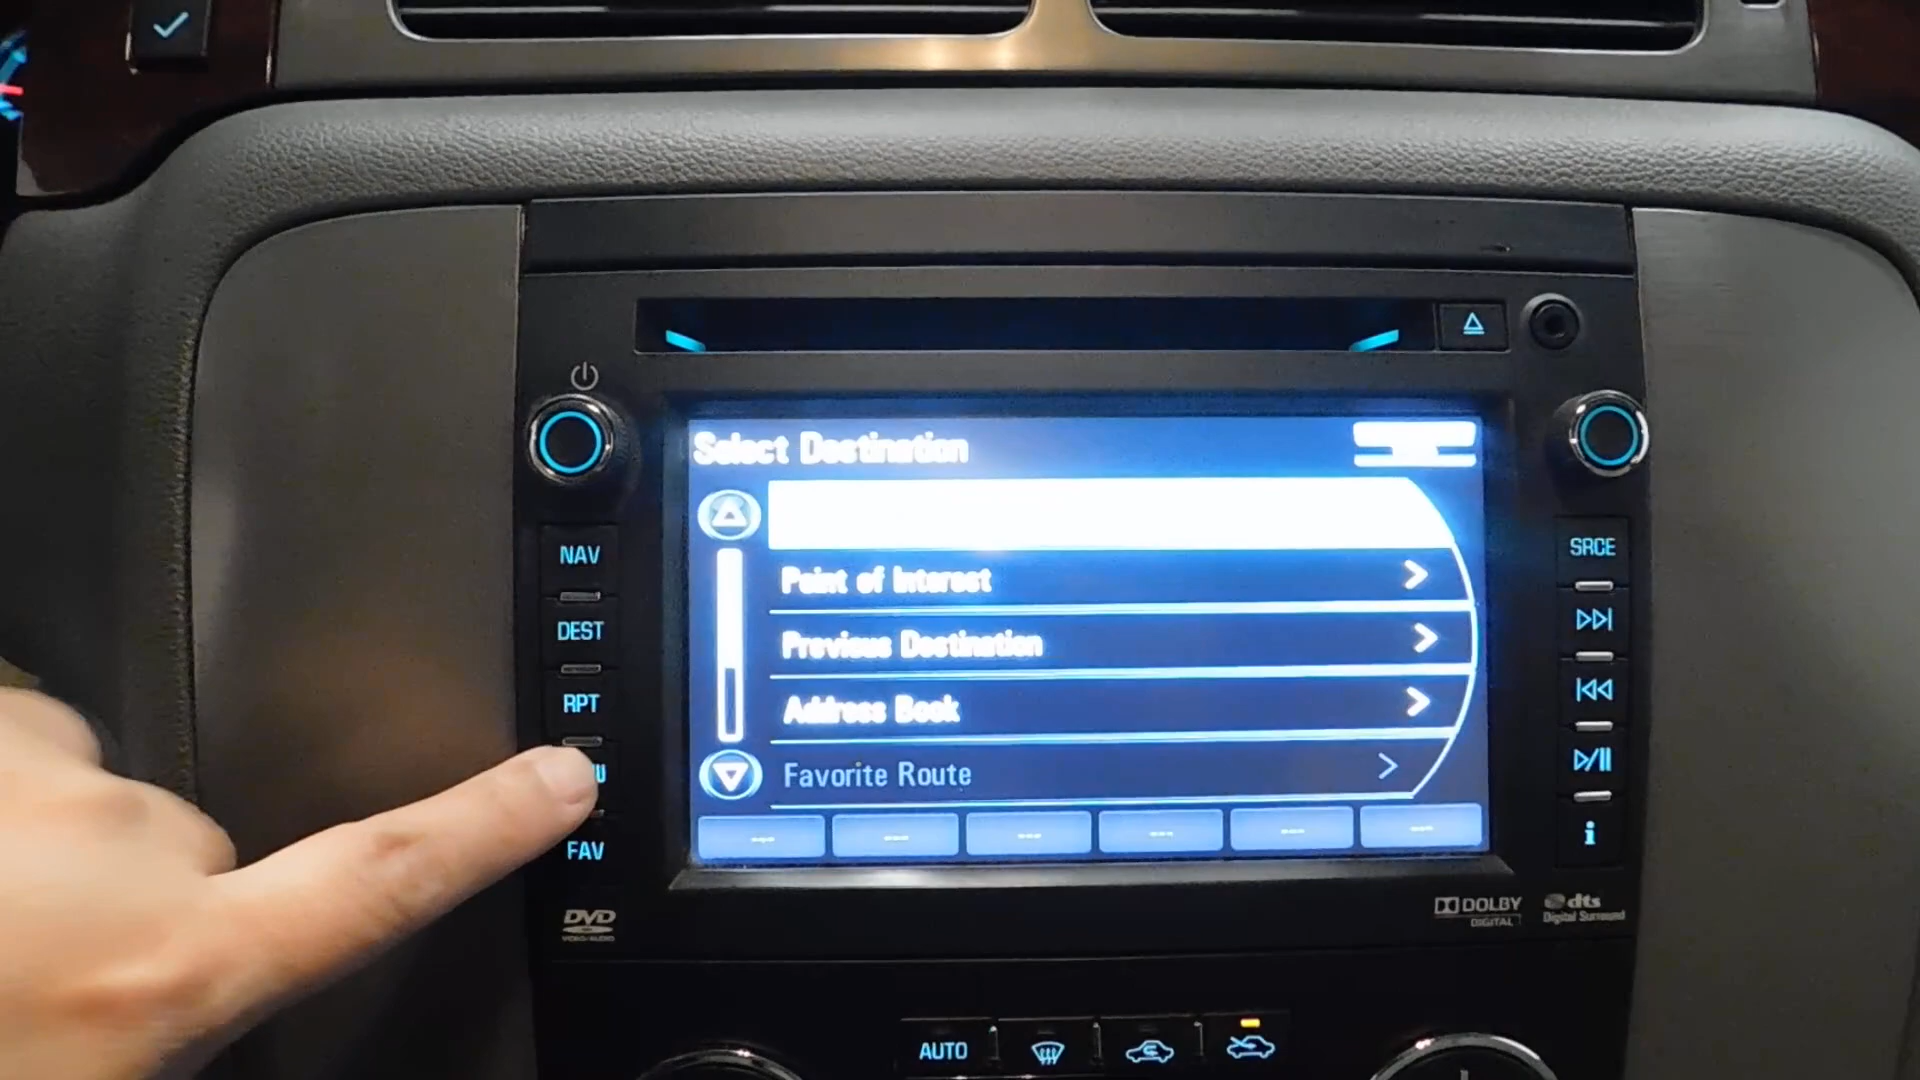 Select Destination
NAV
SRCE
Point of Interest
DEST
Previous Destination
RPT
Address Book
Favorite Route
FAV
i
DVD
VIDEO/AUDIO
DOLBY
DIGITAL
dts
Digital Surround
AUTO